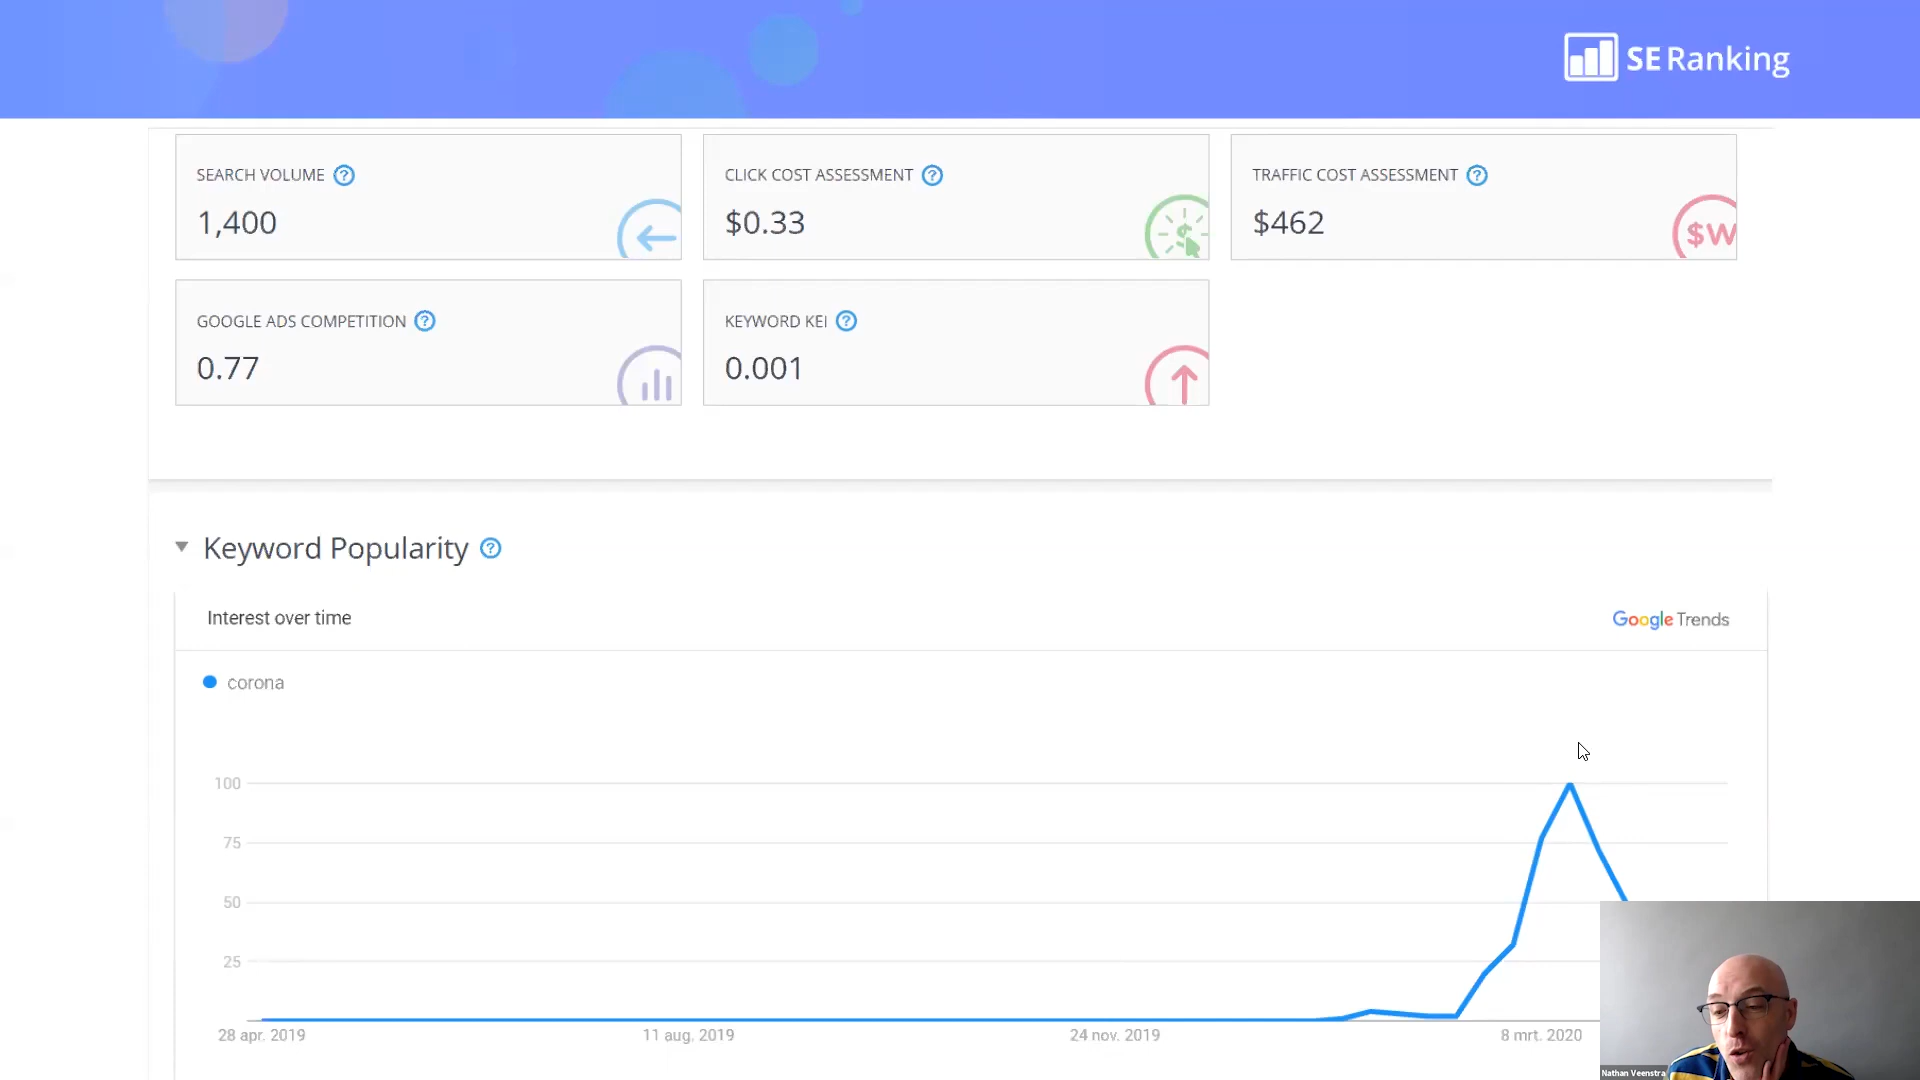 SE Ranking
SEARCH VOLUME ?
CLICK COST ASSESSMENT ?
TRAFFIC COST ASSESSMENT ?
1,400
$0.33
$462
$
$W
GOOGLE ADS COMPETITION ?
KEYWORD KEI ?
0.77
0.001
Keyword Popularity ?
Interest over time
Google Trends
corona
100
75
50
25
28 apr. 2019
11 aug. 2019
24 nov. 2019
8 mrt. 2020
Nathan Veenstra